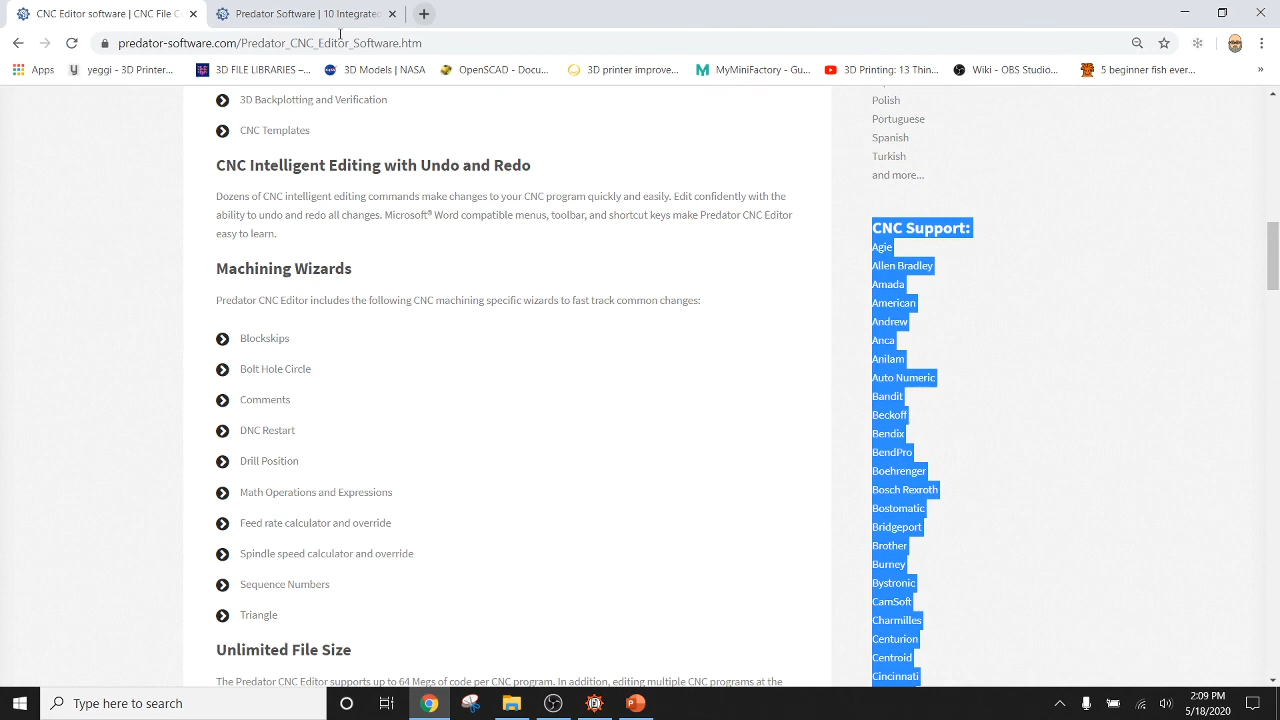 CNC Editor software | CNC File C
Predator Software | 10 Integrated
predator-software.com/Predator_CNC_Editor_Software.htm
Apps
yeggi - 3D Printer...
3D FILE LIBRARIES –...
3D Models | NASA
OpenSCAD - Docu...
3D printer improve...
MyMiniFactory - Gu...
3D Printing: 13 Thin...
Wiki - OBS Studio...
5 beginner fish ever...
»
3D Backplotting and Verification
CNC Templates
CNC Intelligent Editing with Undo and Redo
Dozens of CNC intelligent editing commands make changes to your CNC program quickly and easily. Edit confidently with the
ability to undo and redo all changes. Microsoft® Word compatible menus, toolbar, and shortcut keys make Predator CNC Editor
easy to learn.
Machining Wizards
Predator CNC Editor includes the following CNC machining specific wizards to fast track common changes:
Blockskips
Bolt Hole Circle
Comments
DNC Restart
Drill Position
Math Operations and Expressions
Feed rate calculator and override
Spindle speed calculator and override
Sequence Numbers
Triangle
Unlimited File Size
The Predator CNC Editor supports up to 64 Megs of code per CNC program. In addition, editing multiple CNC programs at the
Polish
Portuguese
Spanish
Turkish
and more...
CNC Support:
Agie
Allen Bradley
Amada
American
Andrew
Anca
Anilam
Auto Numeric
Bandit
Beckoff
Bendix
BendPro
Boehrenger
Bosch Rexroth
Bostomatic
Bridgeport
Brother
Burney
Bystronic
CamSoft
Charmilles
Centurion
Centroid
Cincinnati
Type here to search
2:09 PM
5/18/2020